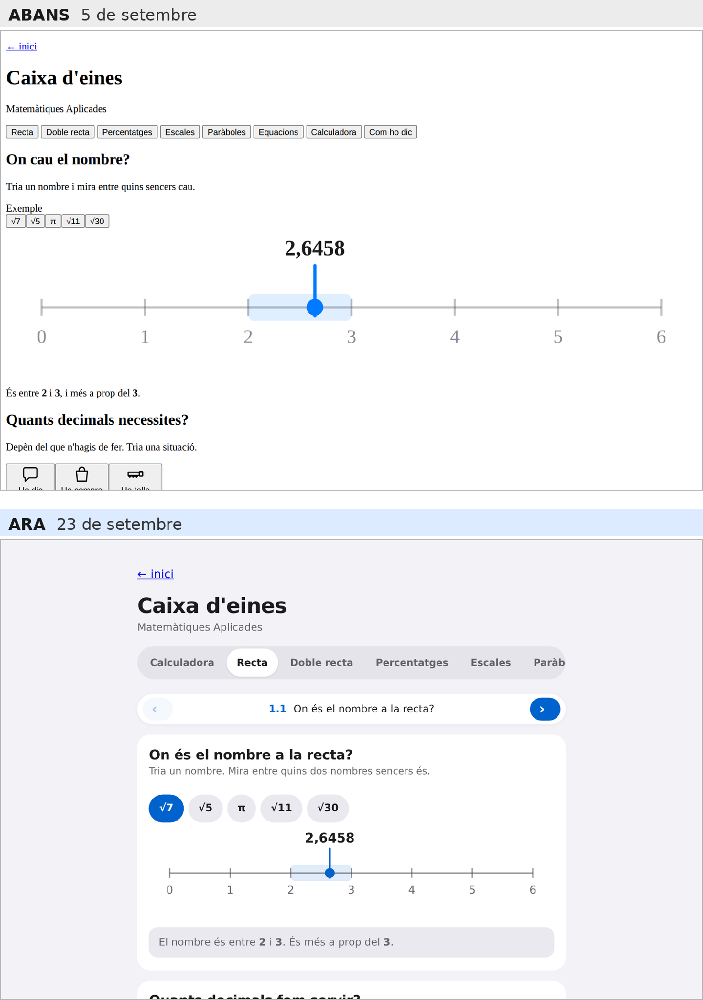 ABANS 5 de setembre
← inici
Caixa d'eines
Matemàtiques Aplicades
Recta Doble recta Percentatges Escales Paràboles Equacions Calculadora Com ho dic
On cau el nombre?
Tria un nombre i mira entre quins sencers cau.
Exemple
√7 √5 π √11 √30
2,6458
0 1 2 3 4 5 6
És entre 2 i 3, i més a prop del 3.
Quants decimals necessites?
Depèn del que n'hagis de fer. Tria una situació.
ARA 23 de setembre
← inici
Caixa d'eines
Matemàtiques Aplicades
Calculadora Recta Doble recta Percentatges Escales Paràb
‹ 1.1 On és el nombre a la recta? ›
On és el nombre a la recta?
Tria un nombre. Mira entre quins dos nombres sencers és.
√7 √5 π √11 √30
2,6458
0 1 2 3 4 5 6
El nombre és entre 2 i 3. És més a prop del 3.
Quants decimals fem servir?